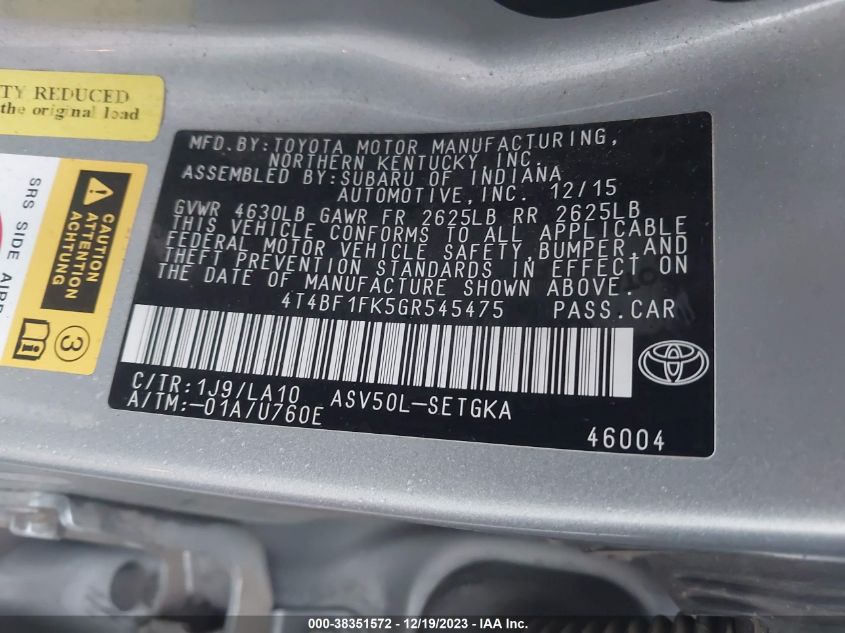 TY REDUCED
the original load
CAUTION
ATTENTION
ACHTUNG
SRS SIDE AIRB
3
MFD.BY:TOYOTA MOTOR MANUFACTURING,
NORTHERN KENTUCKY,INC.
ASSEMBLED BY:SUBARU OF INDIANA
AUTOMOTIVE,INC. 12/15
GVWR 4630LB GAWR FR 2625LB RR 2625LB
THIS VEHICLE CONFORMS TO ALL APPLICABLE
FEDERAL MOTOR VEHICLE SAFETY,BUMPER,AND
THEFT PREVENTION STANDARDS IN EFFECT ON
THE DATE OF MANUFACTURE SHOWN ABOVE.
4T4BF1FK5GR545475 PASS.CAR
C/TR:1J9/LA10 ASV50L-SETGKA
A/TM:-01A/U760E
46004
000-38351572 - 12/19/2023 - IAA Inc.